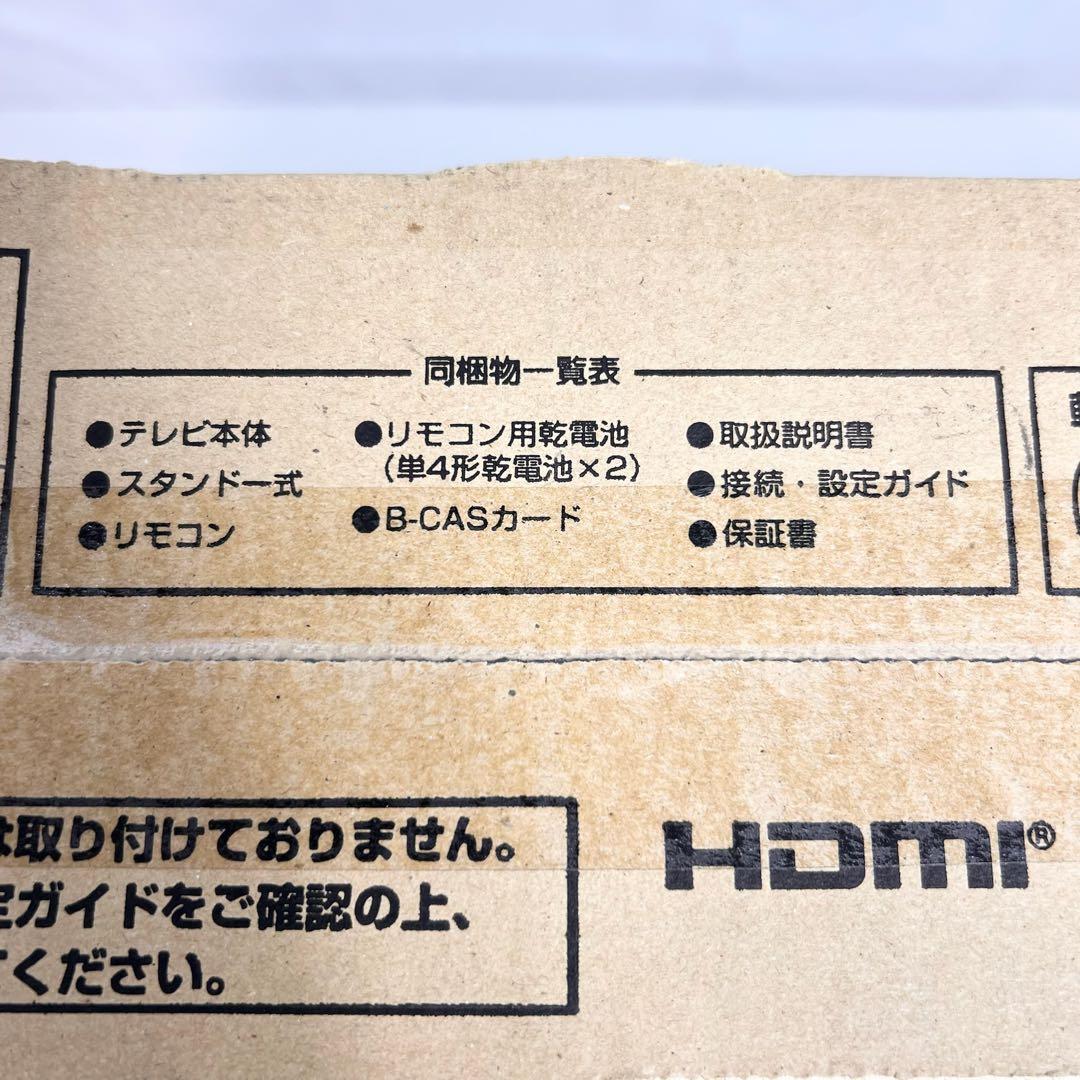 同梱物一覧表
●テレビ本体
●スタンド一式
●リモコン
●リモコン用乾電池
(単4形乾電池×2)
●B-CASカード
●取扱説明書
●接続・設定ガイド
●保証書
は取り付けておりません。
定ガイドをご確認の上、
てください。
HDMI®